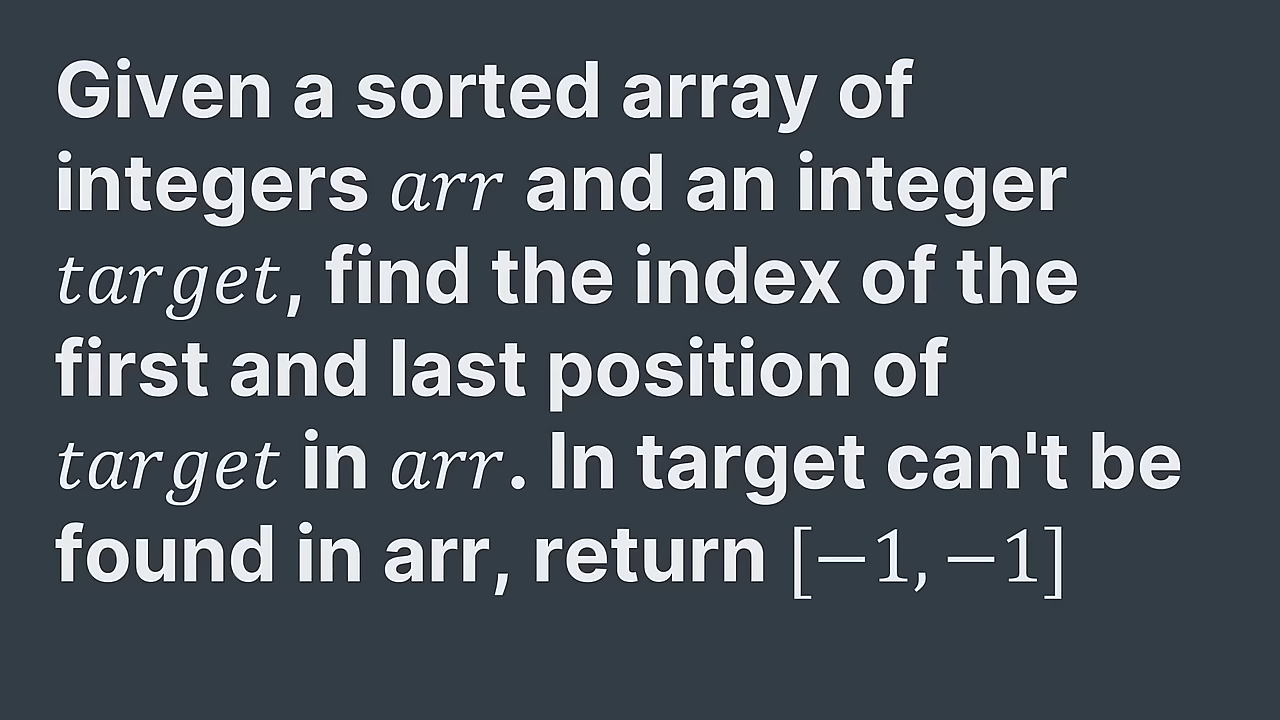 Given a sorted array of
integers arr and an integer
target, find the index of the
first and last position of
target in arr. In target can't be
found in arr, return [−1, −1]